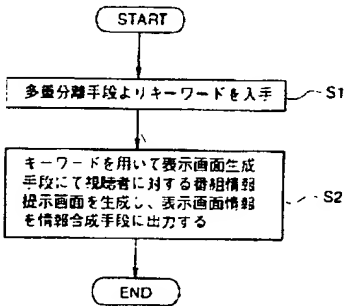 START
多重分離手段よりキーワードを入手
S1
キーワードを用いて表示画面生成
手段にて視聴者に対する番組情報
提示画面を生成し、表示画面情報
を情報合成手段に出力する
S2
END